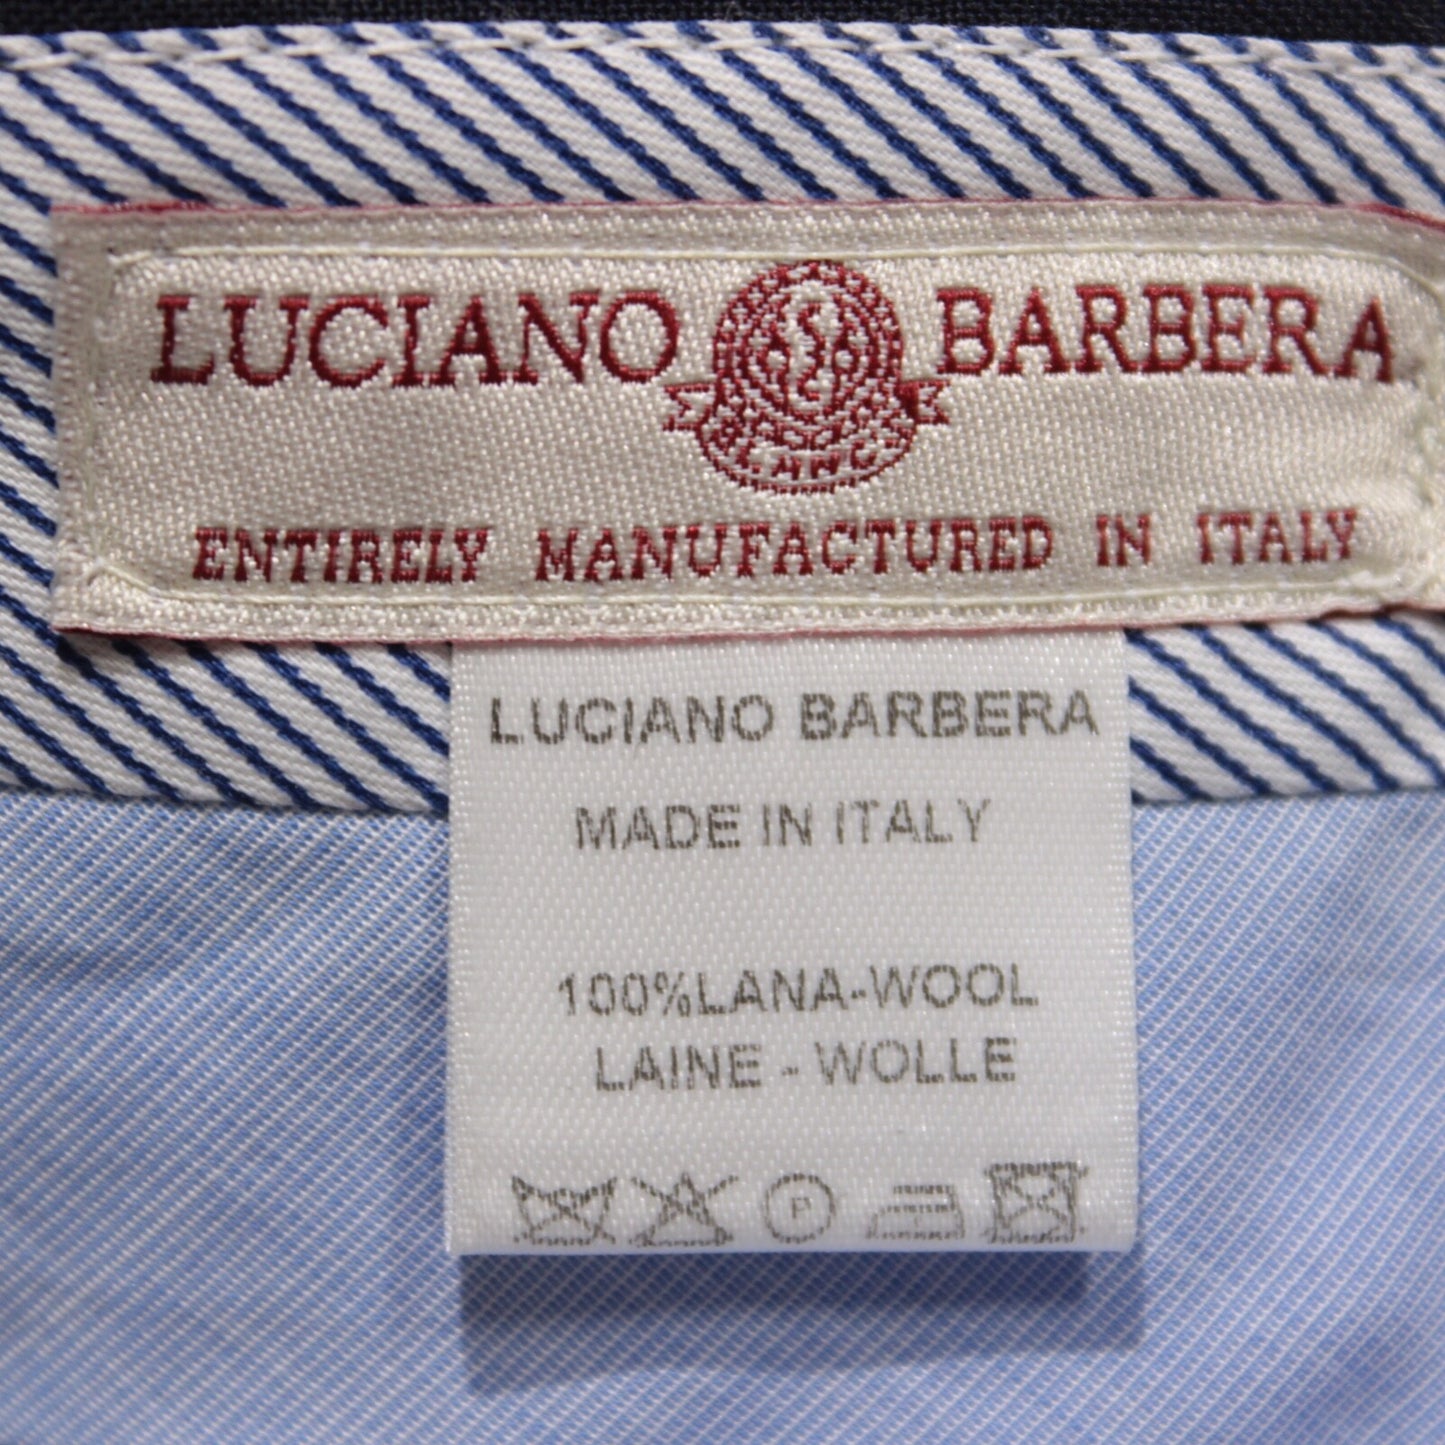 LUCIANO BARBERA
ENTIRELY MANUFACTURED IN ITALY
LUCIANO BARBERA
MADE IN ITALY
100%LANA-WOOL
LAINE - WOLLE
P